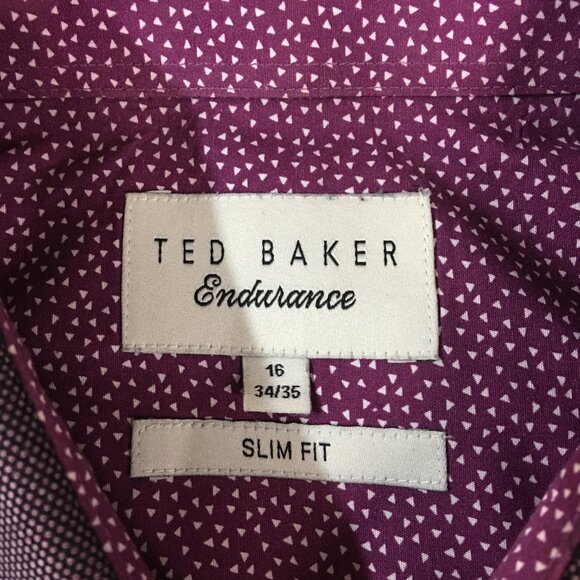 TED BAKER
Endurance
16
34/35
SLIM FIT